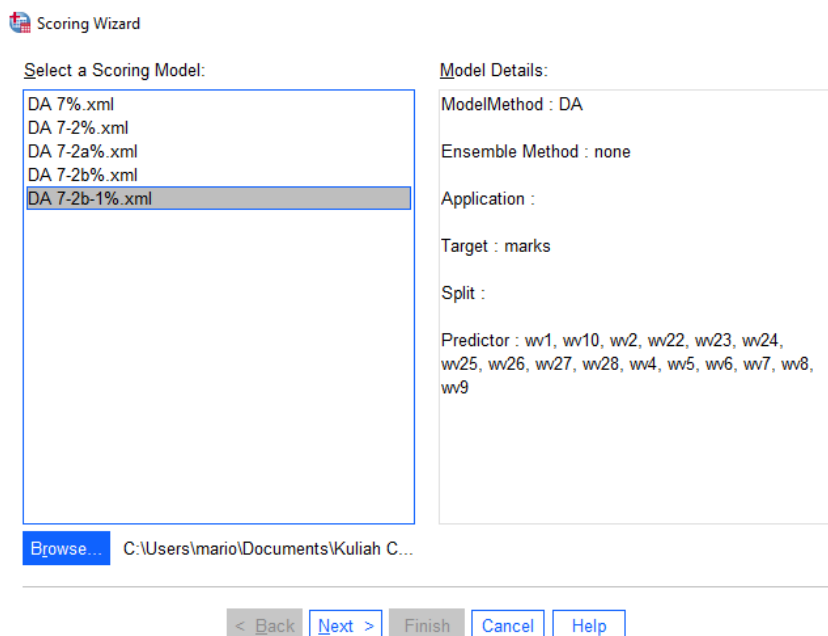 Scoring Wizard
Select a Scoring Model:
DA 7%.xml
DA 7-2%.xml
DA 7-2a%.xml
DA 7-2b%.xml
DA 7-2b-1%.xml
Model Details:
ModelMethod : DA
Ensemble Method : none
Application :
Target : marks
Split :
Predictor : wv1, wv10, wv2, wv22, wv23, wv24,
wv25, wv26, wv27, wv28, wv4, wv5, wv6, wv7, wv8,
wv9
Browse... C:\Users\mario\Documents\Kuliah C...
< Back Next > Finish Cancel Help